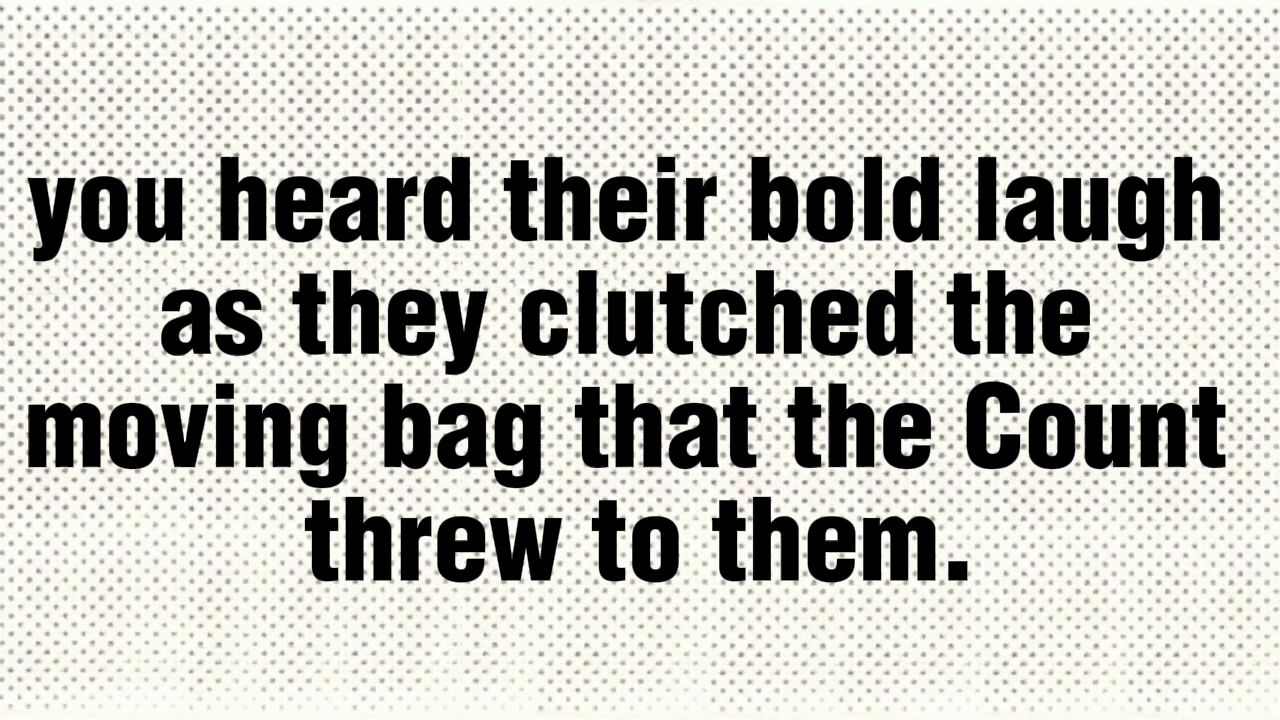 you heard their bold laugh
as they clutched the
moving bag that the Count
threw to them.